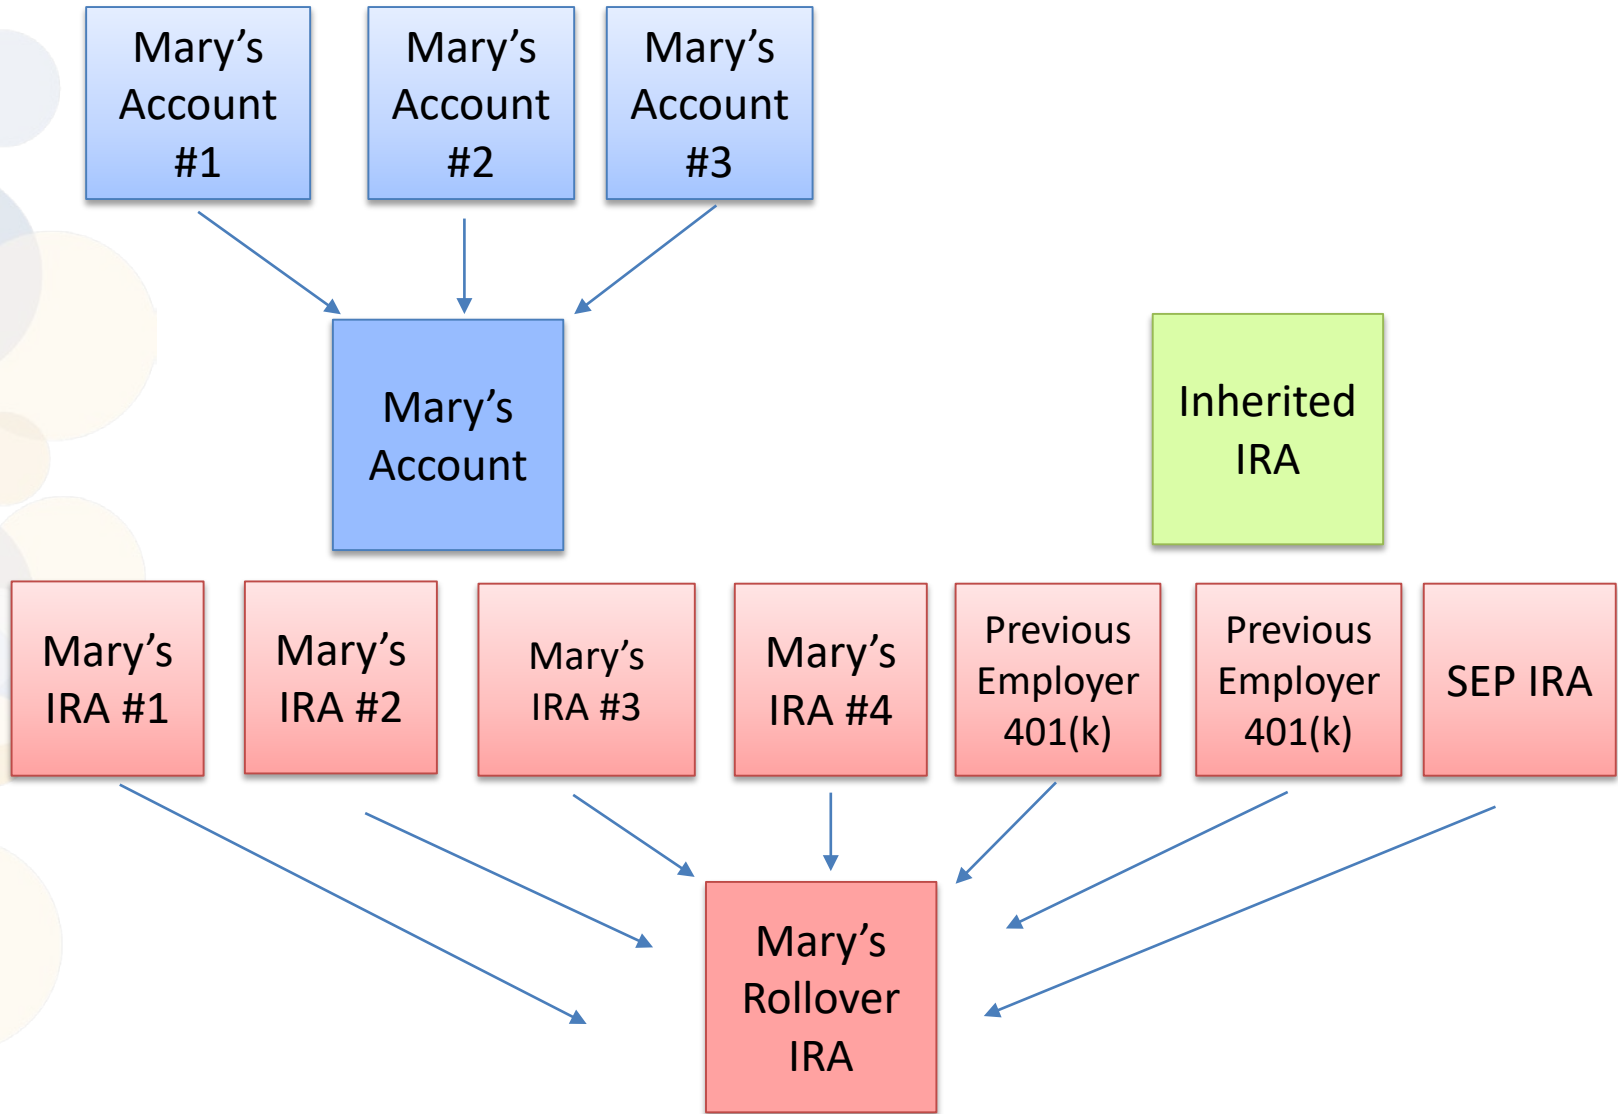 Mary’s
Account
#1
Mary’s
Account
#2
Mary’s
Account
#3
Mary’s
Account
Inherited
IRA
Mary’s
IRA #1
Mary’s
IRA #2
Mary’s
IRA #3
Mary’s
IRA #4
Previous
Employer
401(k)
Previous
Employer
401(k)
SEP IRA
Mary’s
Rollover
IRA